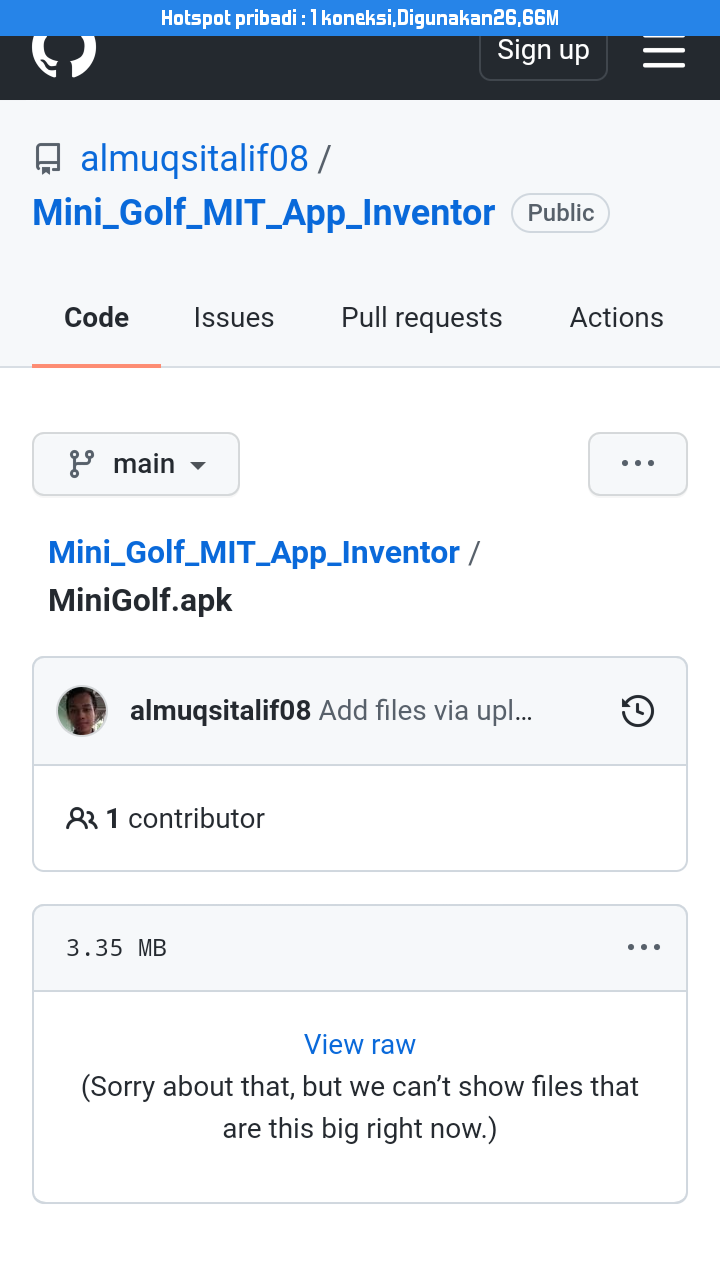 Hotspot pribadi : 1 koneksi,Digunakan26,66M
Sign up
almuqsitalif08 /
Mini_Golf_MIT_App_Inventor Public
Code Issues Pull requests Actions
main
Mini_Golf_MIT_App_Inventor /
MiniGolf.apk
almuqsitalif08 Add files via upl…
1 contributor
3.35 MB
View raw
(Sorry about that, but we can’t show files that
are this big right now.)